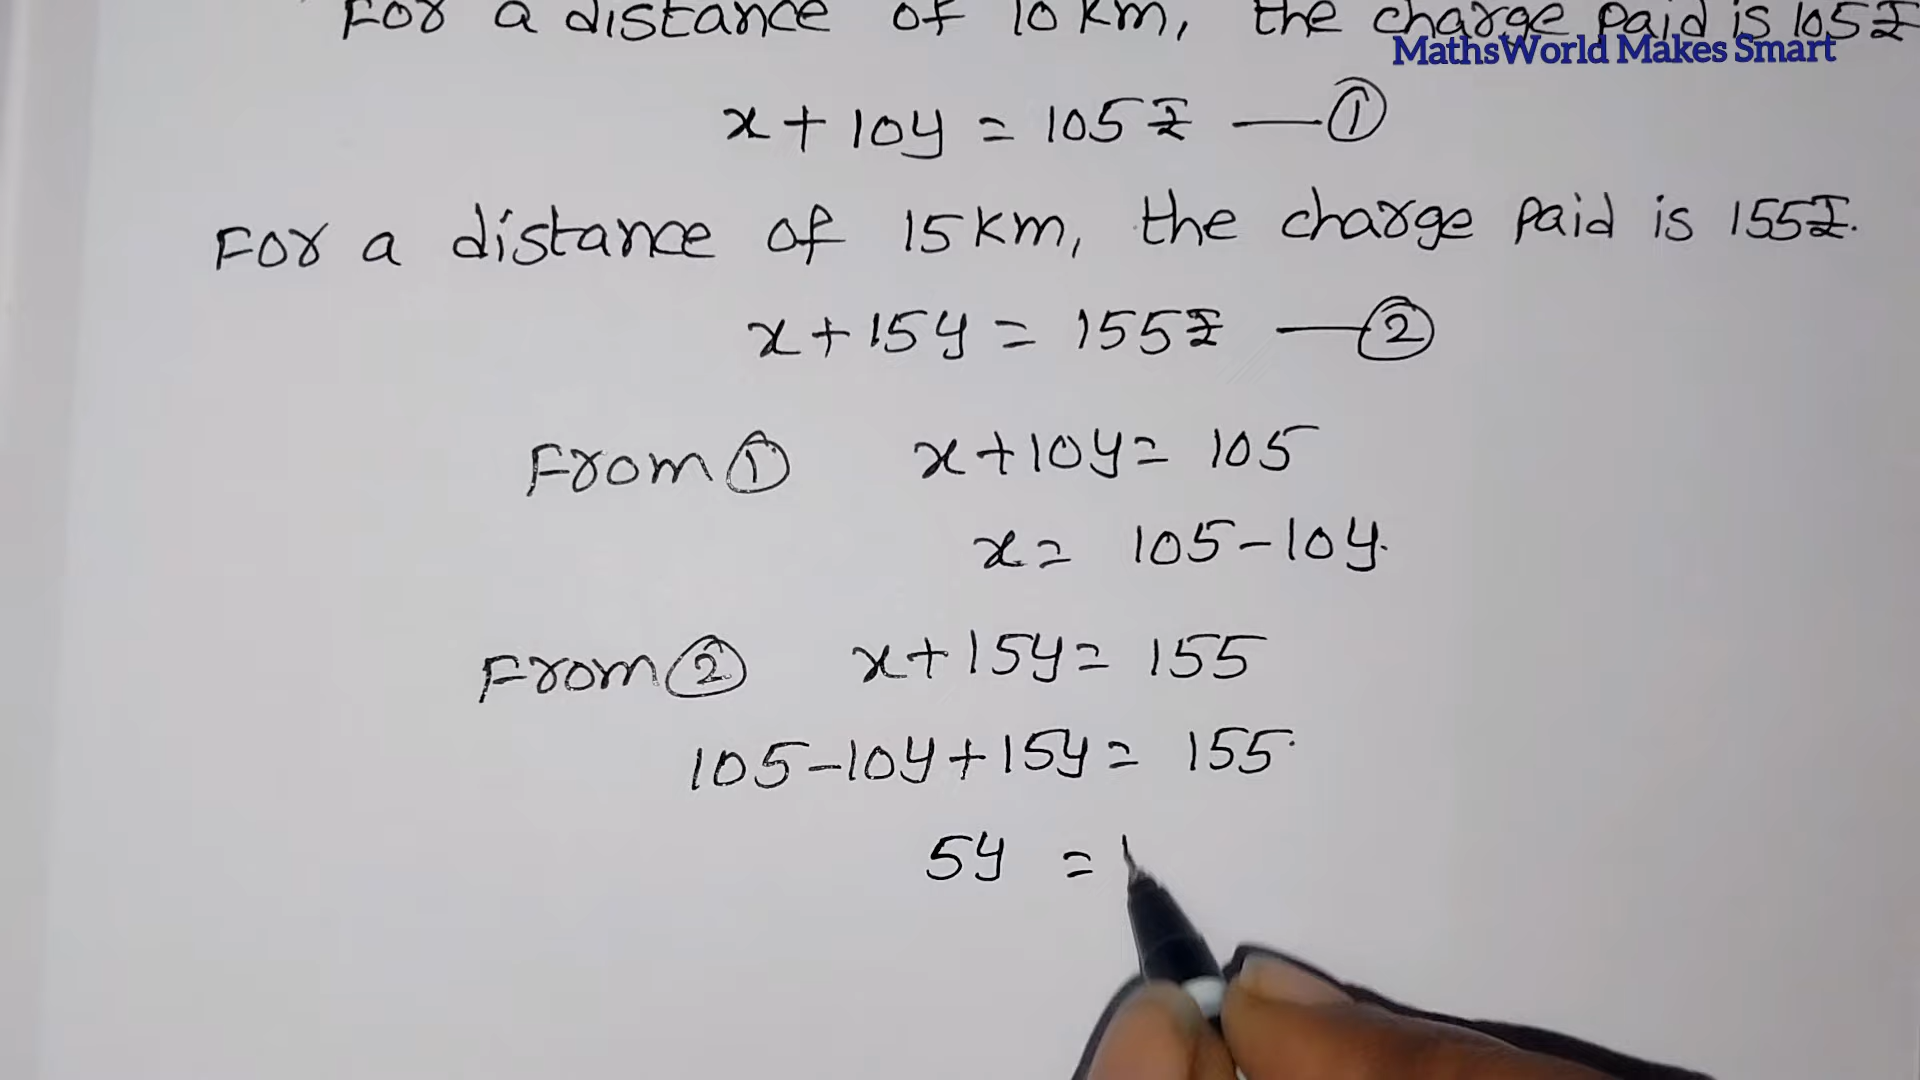 For a distance of 10 km, the charge paid is 105₹
MathsWorld Makes Smart
x + 10y = 105₹ — ①
For a distance of 15 km, the charge paid is 155₹.
x + 15y = 155₹ — ②
From ① x + 10y = 105
x = 105 - 10y.
From ② x + 15y = 155
105 - 10y + 15y = 155
5y = 1